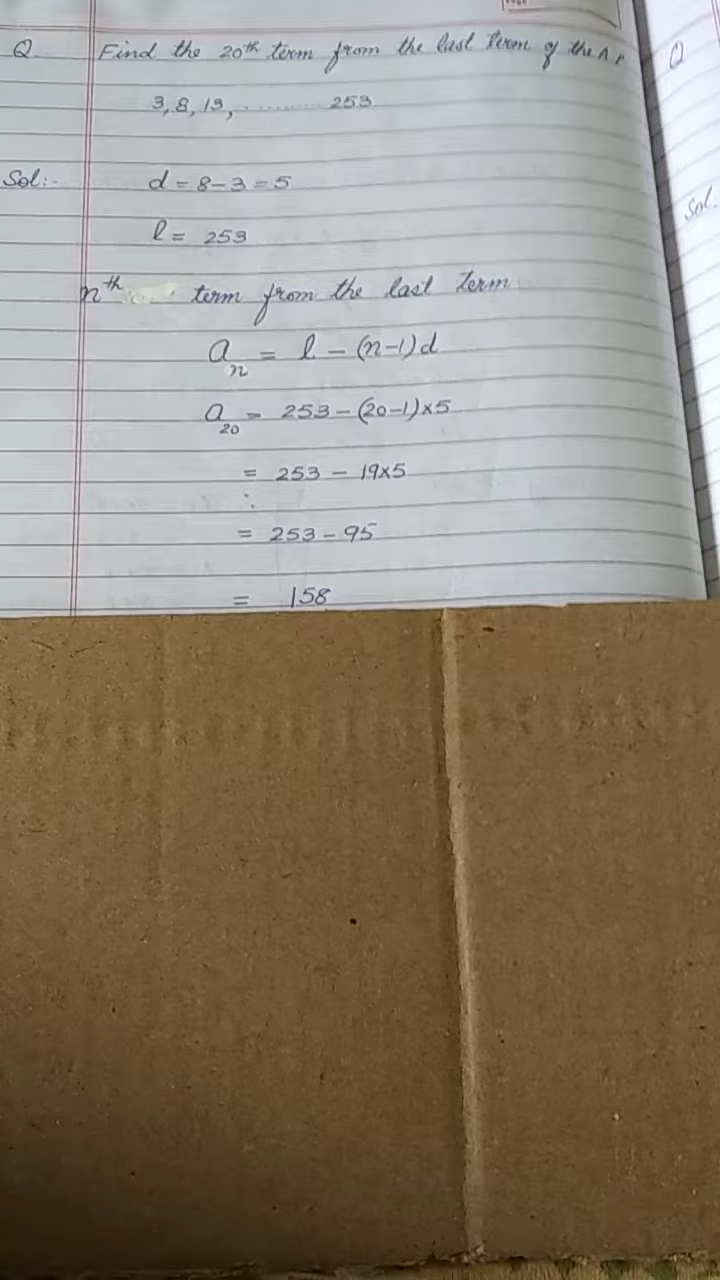 Q. Find the 20th term from the last term of the A.P
3, 8, 13, .......... 253
Sol:- d = 8-3 = 5
l = 253
nth term from the last term
aₙ = l - (n-1)d
a₂₀ = 253 - (20-1)×5
= 253 - 19×5
= 253 - 95
= 158
Q
Sol.